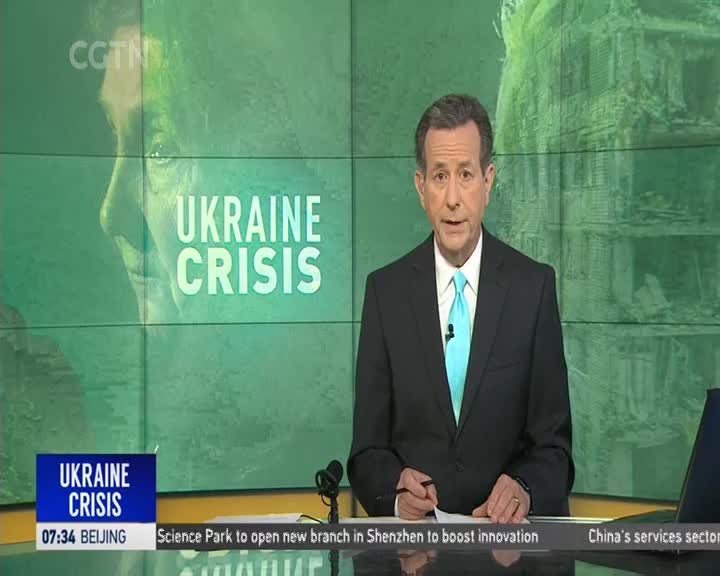 CGTN
UKRAINE
CRISIS
UKRAINE
CRISIS
07:34 BEIJING
Science Park to open new branch in Shenzhen to boost innovation China's services sector